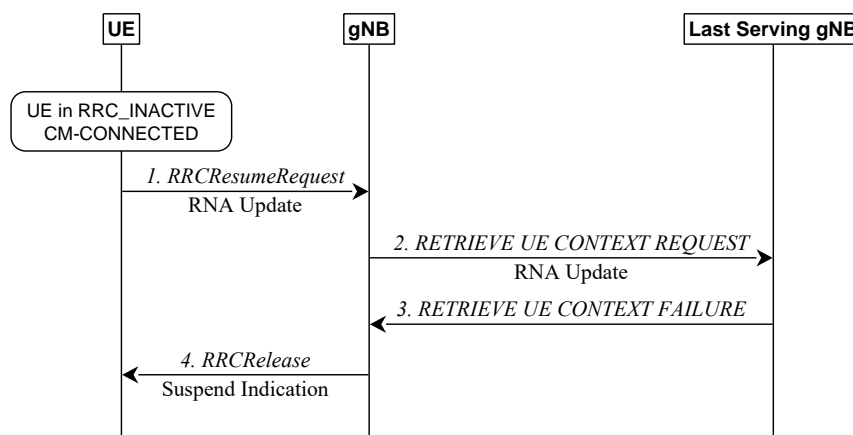 UE
gNB
Last Serving gNB
UE in RRC_INACTIVE
CM-CONNECTED
1. RRCResumeRequest
RNA Update
2. RETRIEVE UE CONTEXT REQUEST
RNA Update
3. RETRIEVE UE CONTEXT FAILURE
4. RRCRelease
Suspend Indication